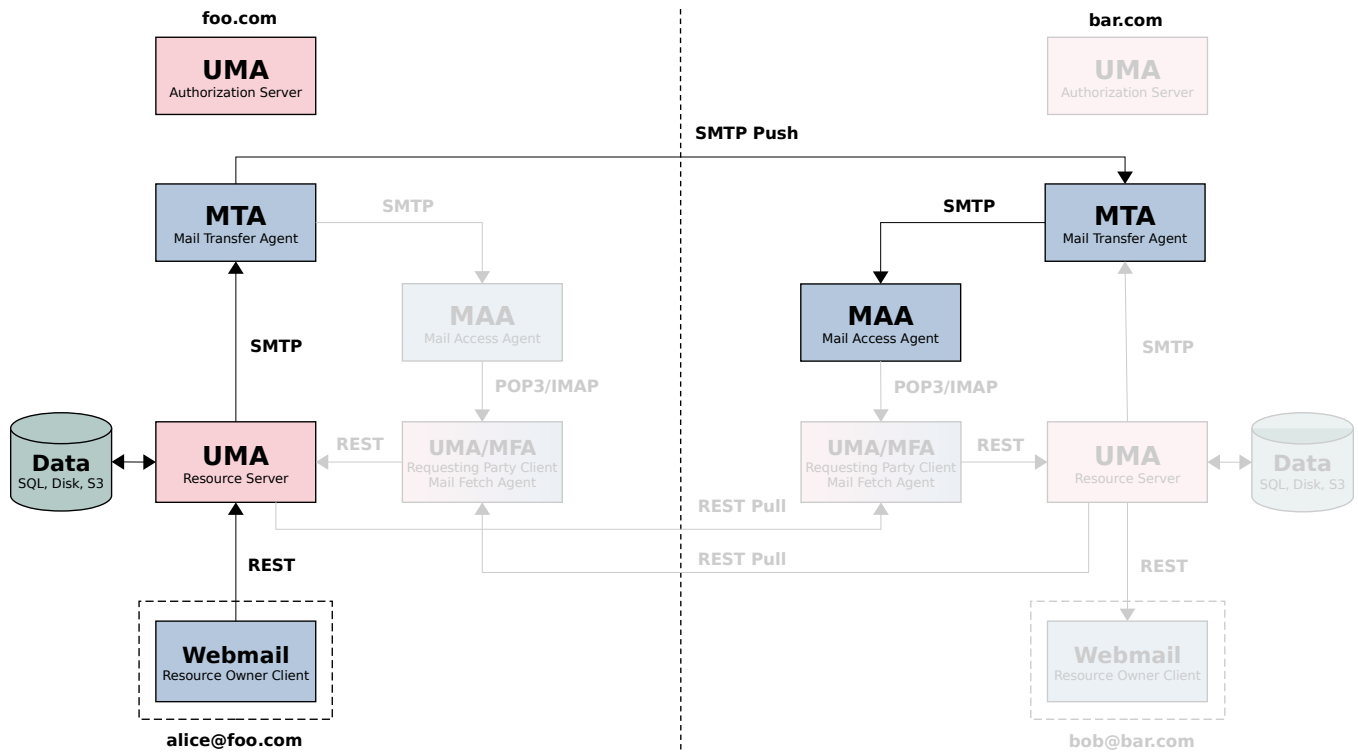 foo.com
bar.com
UMA
Authorization Server
UMA
Authorization Server
SMTP Push
MTA
Mail Transfer Agent
SMTP
SMTP
MTA
Mail Transfer Agent
MAA
Mail Access Agent
MAA
Mail Access Agent
SMTP
SMTP
POP3/IMAP
POP3/IMAP
Data
SQL, Disk, S3
UMA
Resource Server
REST
UMA/MFA
Requesting Party Client
Mail Fetch Agent
UMA/MFA
Requesting Party Client
Mail Fetch Agent
REST
UMA
Resource Server
Data
SQL, Disk, S3
REST Pull
REST Pull
REST
REST
Webmail
Resource Owner Client
Webmail
Resource Owner Client
alice@foo.com
bob@bar.com